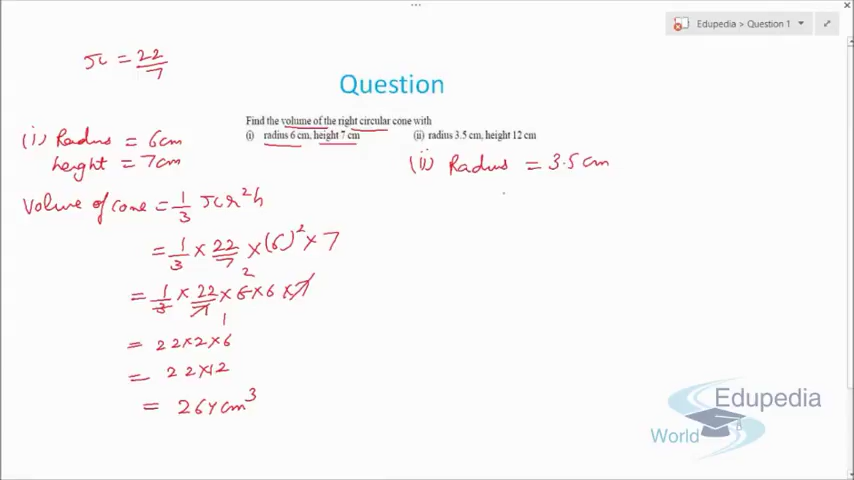 Edupedia > Question 1
π = 22/7
Question
Find the volume of the right circular cone with
(i) radius 6 cm, height 7 cm (ii) radius 3.5 cm, height 12 cm
(i) Radius = 6cm
height = 7cm
Volume of cone = 1/3 πr²h
= 1/3 × 22/7 × (6)² × 7
2
= 1/3 × 22/7 × 6 × 6 × 7
1
= 22×2×6
= 22×12
= 264cm³
(ii) Radius = 3.5 cm
Edupedia
World